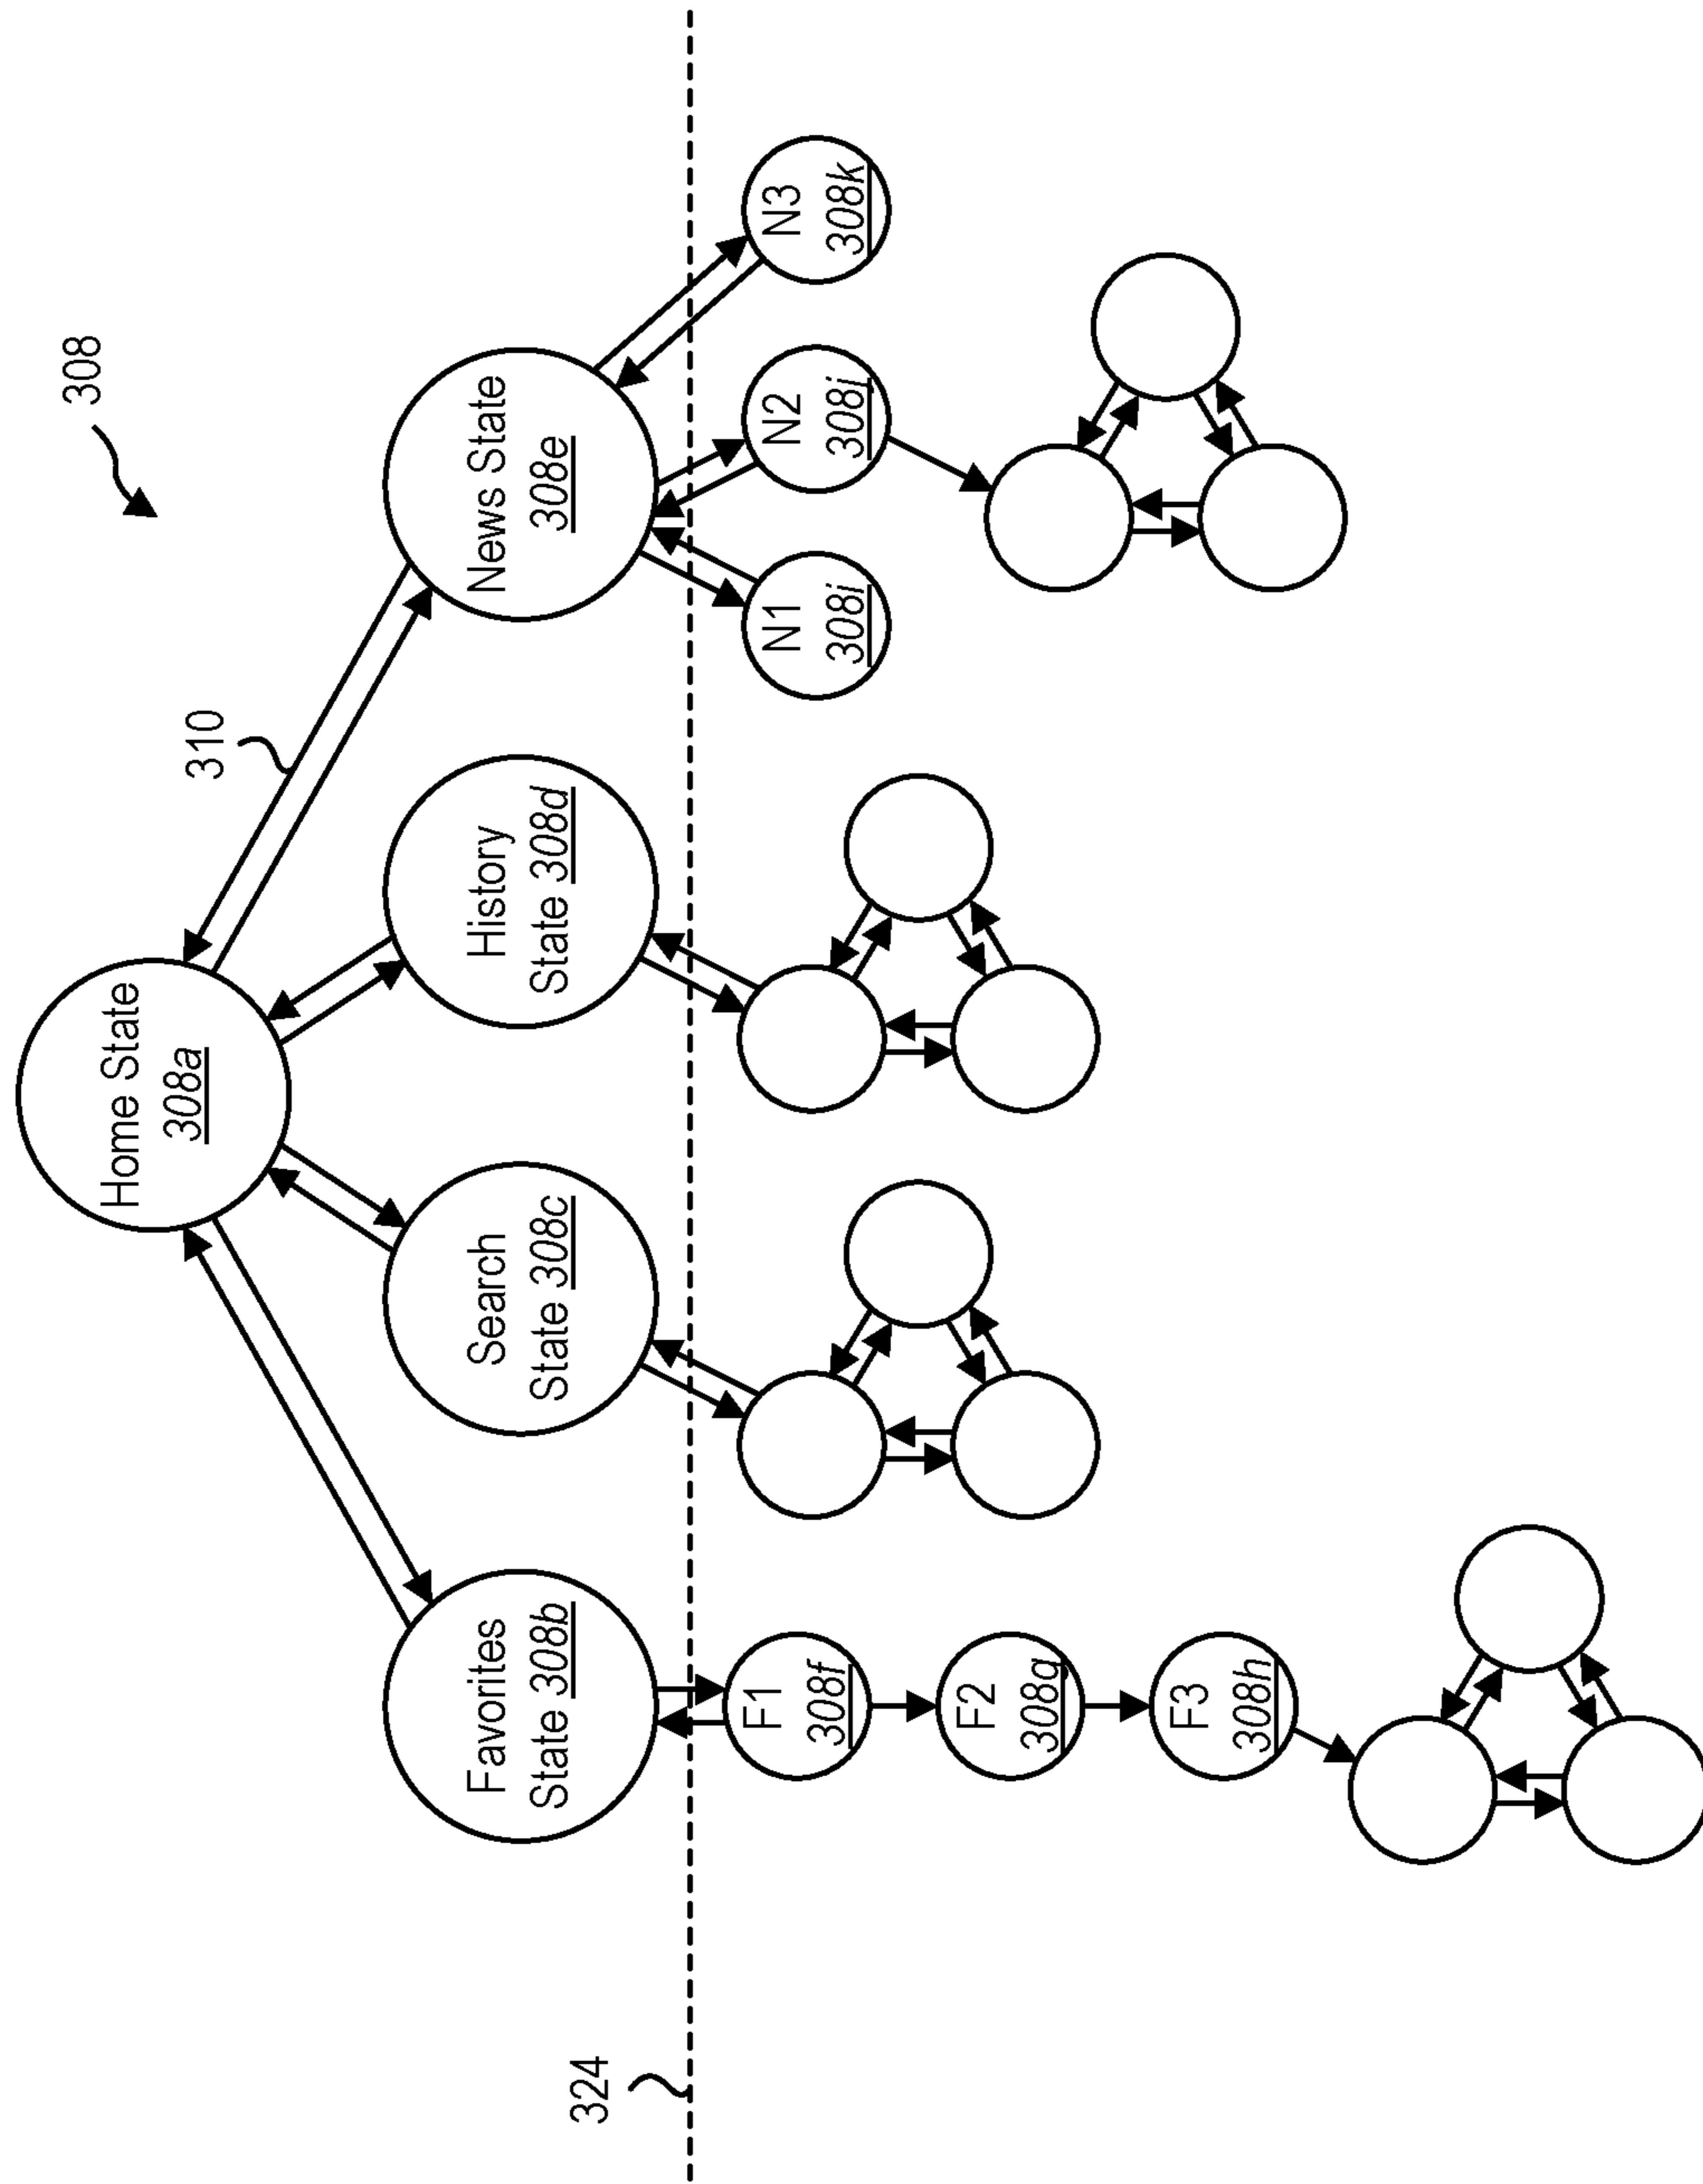 308
Home State
308a
310
Favorites
State 308b
Search
State 308c
History
State 308d
News State
308e
324
F1
308f
F2
308g
F3
308h
N1
308i
N2
308j
N3
308k